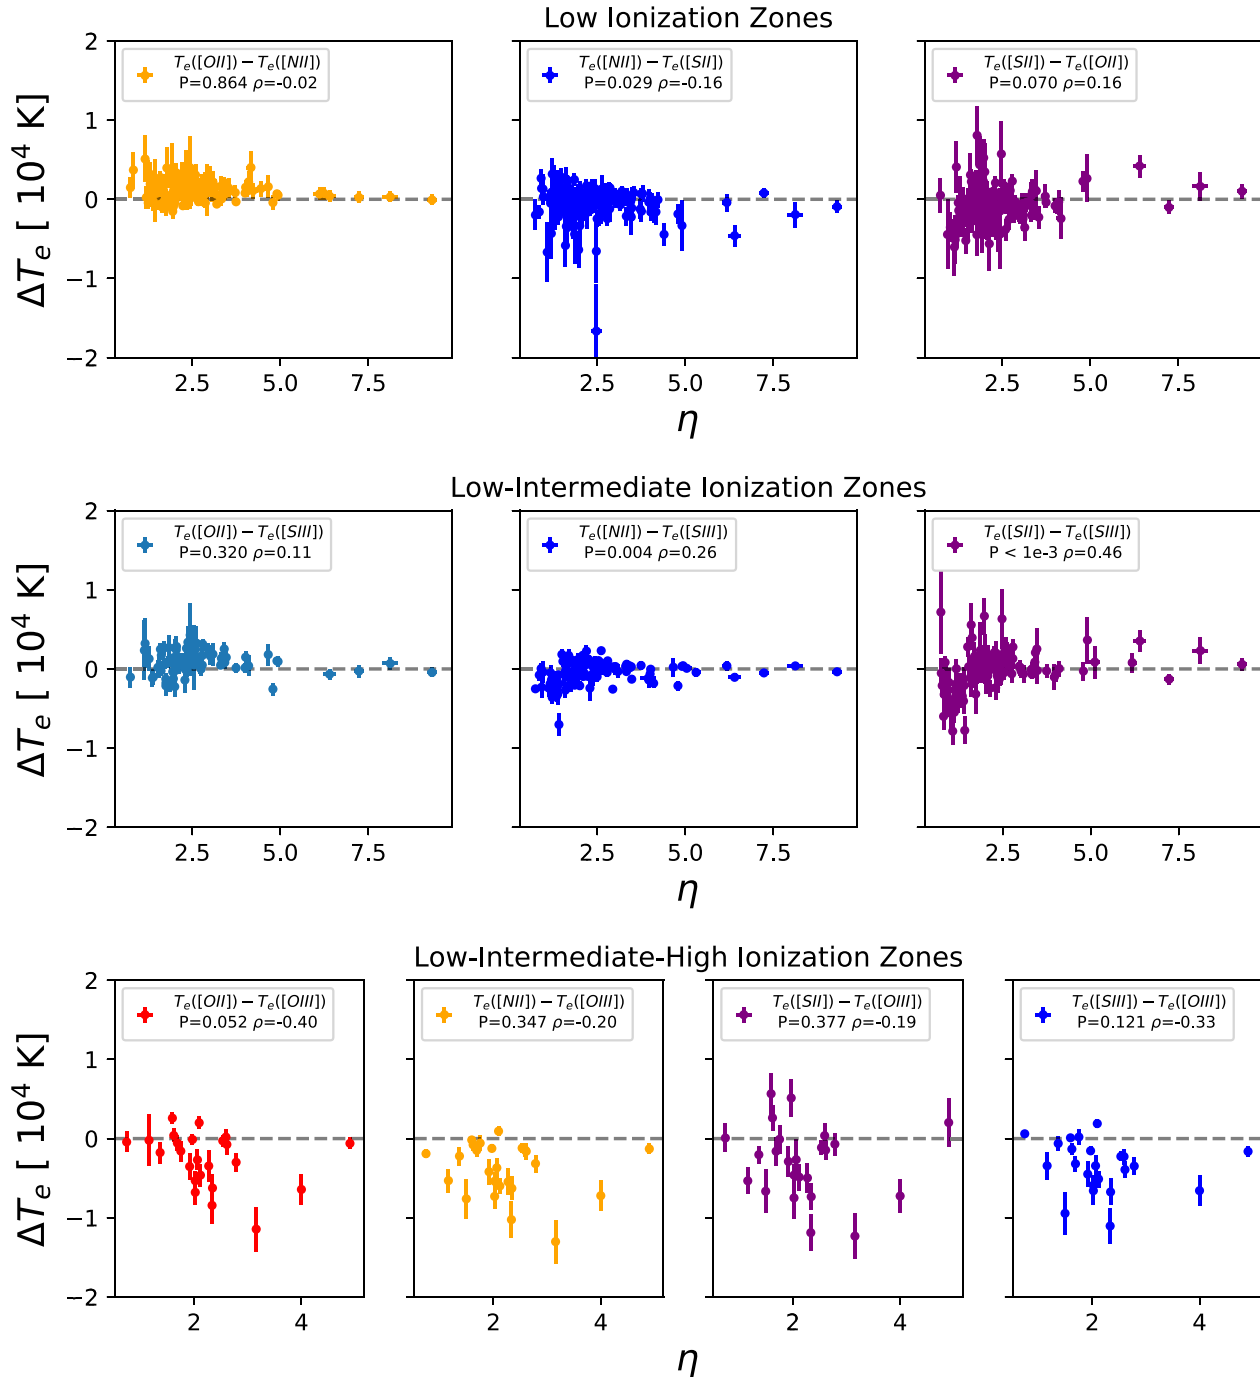 Low Ionization Zones
T_e([OII]) − T_e([NII])
P=0.864 ρ=-0.02
T_e([NII]) − T_e([SII])
P=0.029 ρ=-0.16
T_e([SII]) − T_e([OII])
P=0.070 ρ=0.16
ΔT_e [ 10^4 K]
2
1
0
−1
−2
2.5 5.0 7.5
2.5 5.0 7.5
2.5 5.0 7.5
η
Low-Intermediate Ionization Zones
T_e([OII]) − T_e([SIII])
P=0.320 ρ=0.11
T_e([NII]) − T_e([SIII])
P=0.004 ρ=0.26
T_e([SII]) − T_e([SIII])
P < 1e-3 ρ=0.46
ΔT_e [ 10^4 K]
2
1
0
−1
−2
2.5 5.0 7.5
2.5 5.0 7.5
2.5 5.0 7.5
η
Low-Intermediate-High Ionization Zones
T_e([OII]) − T_e([OIII])
P=0.052 ρ=-0.40
T_e([NII]) − T_e([OIII])
P=0.347 ρ=-0.20
T_e([SII]) − T_e([OIII])
P=0.377 ρ=-0.19
T_e([SIII]) − T_e([OIII])
P=0.121 ρ=-0.33
ΔT_e [ 10^4 K]
2
1
0
−1
−2
2 4
2 4
2 4
2 4
η